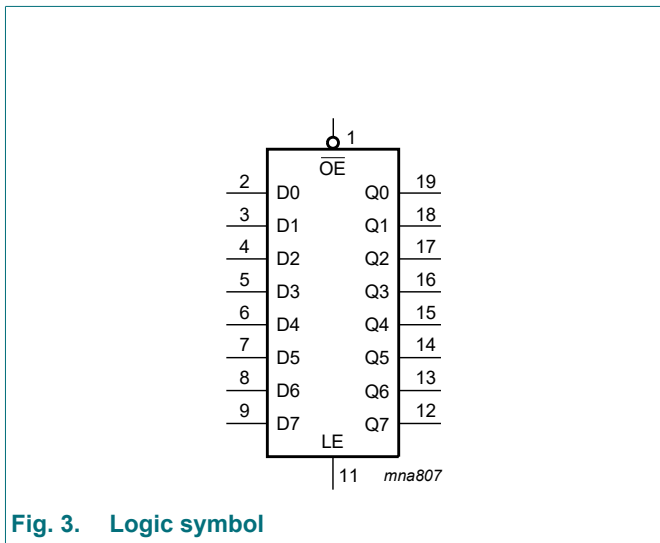 1
O̅E̅
2 D0 Q0 19
3 D1 Q1 18
4 D2 Q2 17
5 D3 Q3 16
6 D4 Q4 15
7 D5 Q5 14
8 D6 Q6 13
9 D7 Q7 12
LE
11 mna807
Fig. 3. Logic symbol